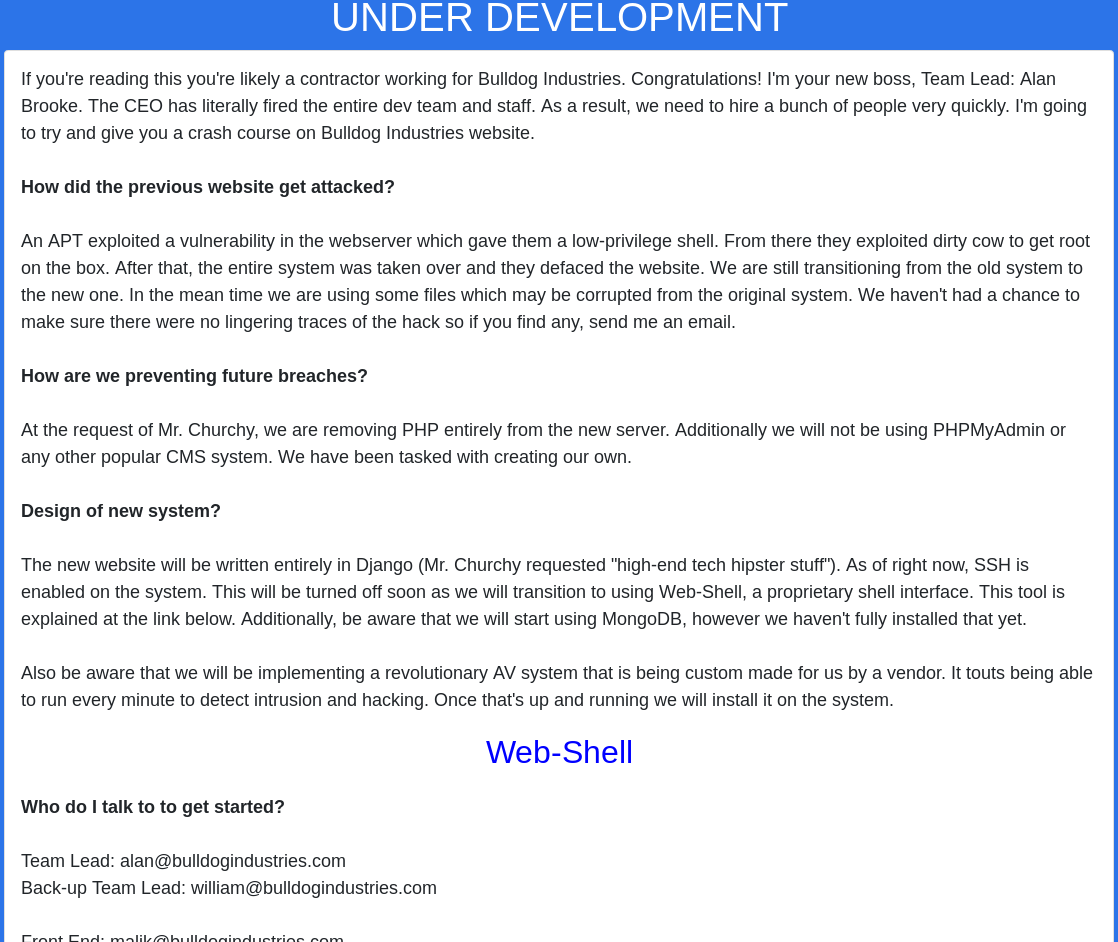 UNDER DEVELOPMENT
If you're reading this you're likely a contractor working for Bulldog Industries. Congratulations! I'm your new boss, Team Lead: Alan
Brooke. The CEO has literally fired the entire dev team and staff. As a result, we need to hire a bunch of people very quickly. I'm going
to try and give you a crash course on Bulldog Industries website.
How did the previous website get attacked?
An APT exploited a vulnerability in the webserver which gave them a low-privilege shell. From there they exploited dirty cow to get root
on the box. After that, the entire system was taken over and they defaced the website. We are still transitioning from the old system to
the new one. In the mean time we are using some files which may be corrupted from the original system. We haven't had a chance to
make sure there were no lingering traces of the hack so if you find any, send me an email.
How are we preventing future breaches?
At the request of Mr. Churchy, we are removing PHP entirely from the new server. Additionally we will not be using PHPMyAdmin or
any other popular CMS system. We have been tasked with creating our own.
Design of new system?
The new website will be written entirely in Django (Mr. Churchy requested "high-end tech hipster stuff"). As of right now, SSH is
enabled on the system. This will be turned off soon as we will transition to using Web-Shell, a proprietary shell interface. This tool is
explained at the link below. Additionally, be aware that we will start using MongoDB, however we haven't fully installed that yet.
Also be aware that we will be implementing a revolutionary AV system that is being custom made for us by a vendor. It touts being able
to run every minute to detect intrusion and hacking. Once that's up and running we will install it on the system.
Web-Shell
Who do I talk to to get started?
Team Lead: alan@bulldogindustries.com
Back-up Team Lead: william@bulldogindustries.com
Front End: malik@bulldogindustries.com